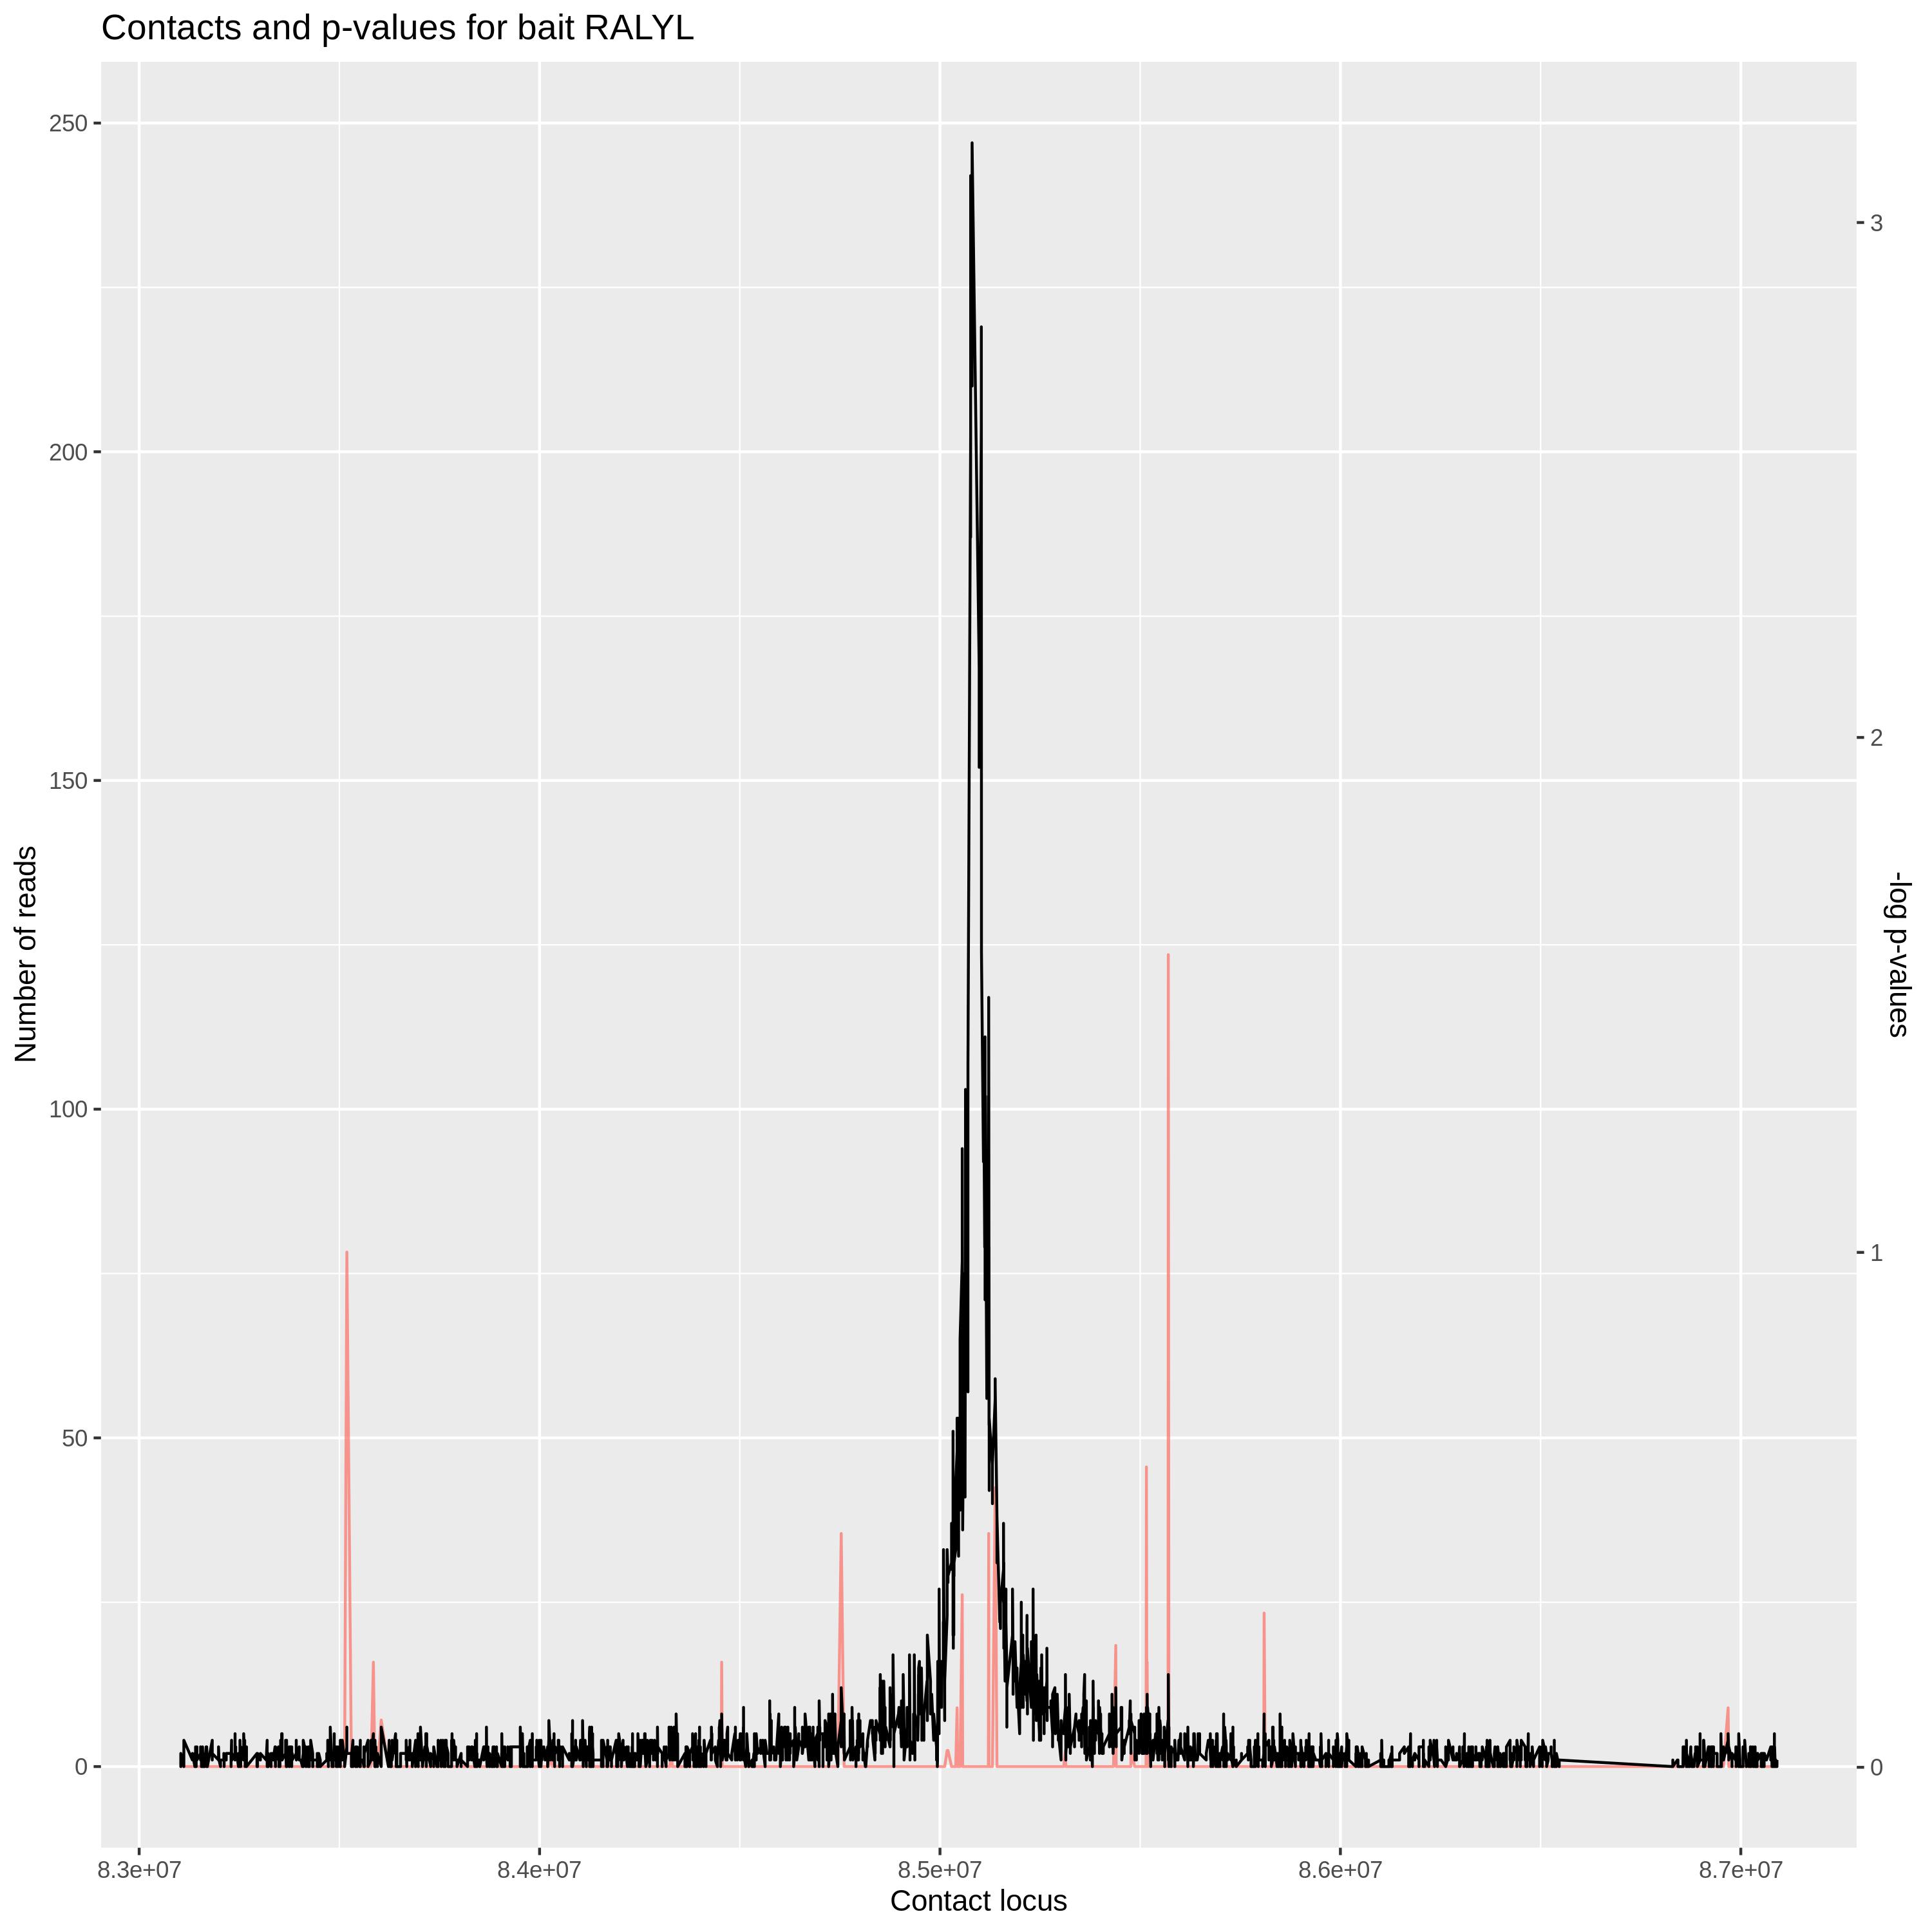 Contacts and p-values for bait RALYL
250
200
150
100
50
0
Number of reads
3
2
1
0
-log p-values
8.3e+07 8.4e+07 8.5e+07 8.6e+07 8.7e+07
Contact locus